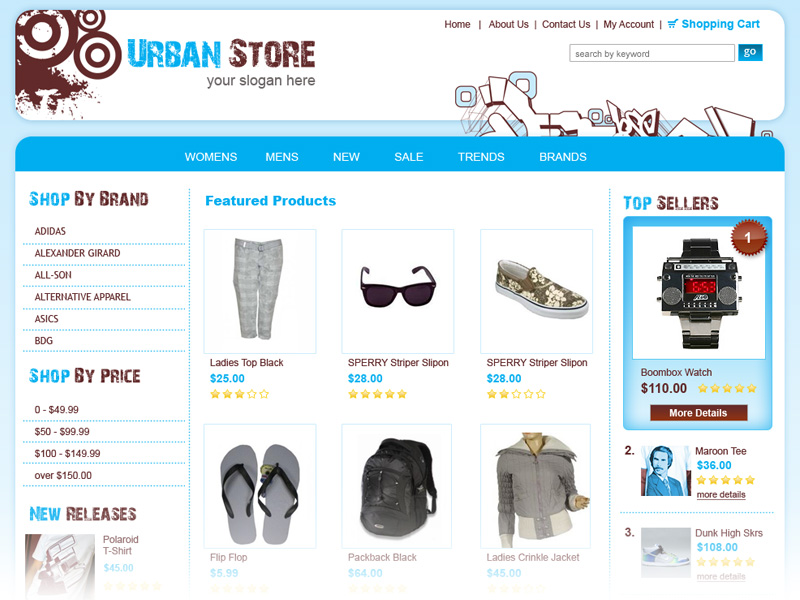 Home | About Us | Contact Us | My Account | Shopping Cart
URBAN STORE
your slogan here
search by keyword
go
WOMENS MENS NEW SALE TRENDS BRANDS
SHOP BY BRAND
ADIDAS
ALEXANDER GIRARD
ALL-SON
ALTERNATIVE APPAREL
ASICS
BDG
SHOP BY PRICE
0 - $49.99
$50 - $99.99
$100 - $149.99
over $150.00
NEW RELEASES
Polaroid
T-Shirt
$45.00
Featured Products
Ladies Top Black
$25.00
SPERRY Striper Slipon
$28.00
SPERRY Striper Slipon
$28.00
Flip Flop
$5.99
Packback Black
$64.00
Ladies Crinkle Jacket
$45.00
TOP SELLERS
1
Boombox Watch
$110.00
More Details
2.
Maroon Tee
$36.00
more details
3.
Dunk High Skrs
$108.00
more details